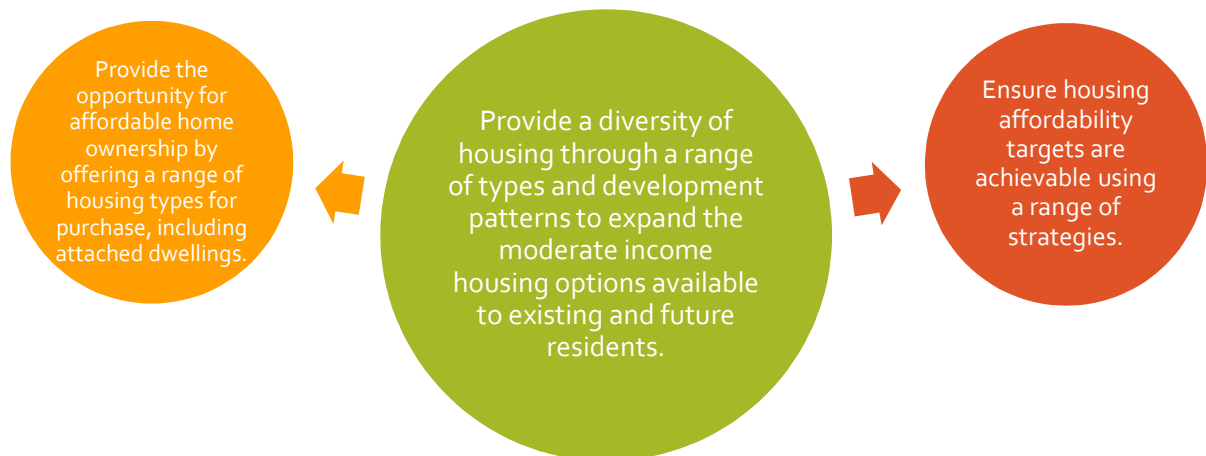 Provide the
opportunity for
affordable home
ownership by
offering a range of
housing types for
purchase, including
attached dwellings.
Provide a diversity of
housing through a range
of types and development
patterns to expand the
moderate income
housing options available
to existing and future
residents.
Ensure housing
affordability
targets are
achievable using
a range of
strategies.